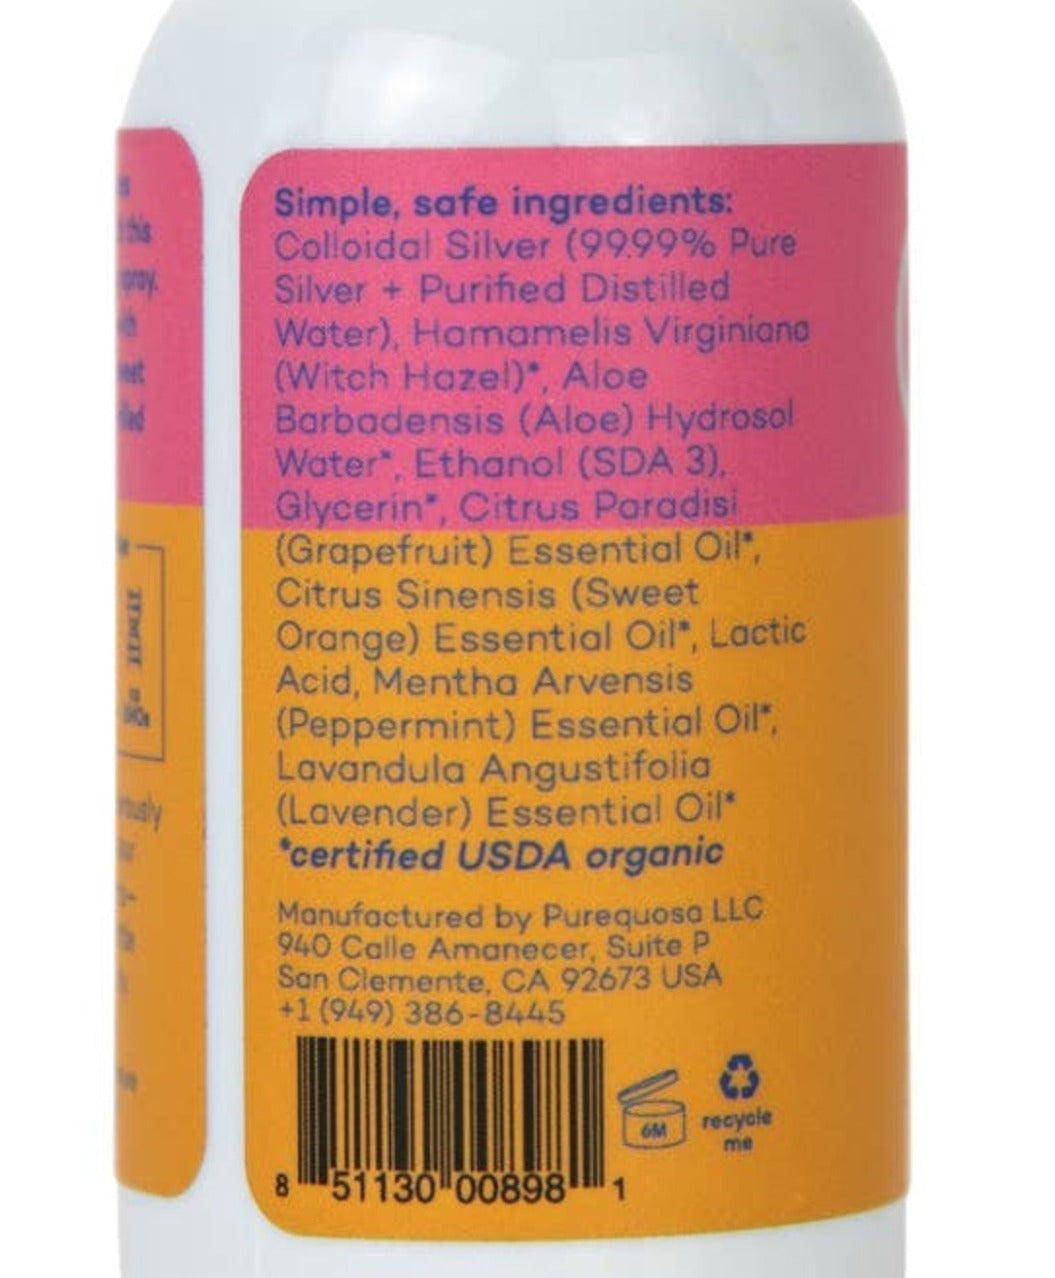 this
spray.
Simple, safe ingredients:
Colloidal Silver (99.99% Pure
Silver + Purified Distilled
Water), Hamamelis Virginiana
(Witch Hazel)*, Aloe
Barbadensis (Aloe) Hydrosol
Water*, Ethanol (SDA 3),
Glycerin*, Citrus Paradisi
(Grapefruit) Essential Oil*,
Citrus Sinensis (Sweet
Orange) Essential Oil*, Lactic
Acid, Mentha Arvensis
(Peppermint) Essential Oil*,
Lavandula Angustifolia
(Lavender) Essential Oil*
*certified USDA organic
Manufactured by Purequosa LLC
940 Calle Amanecer, Suite P
San Clemente, CA 92673 USA
+1 (949) 386-8445
6M
recycle
me
8 51130 00898 1